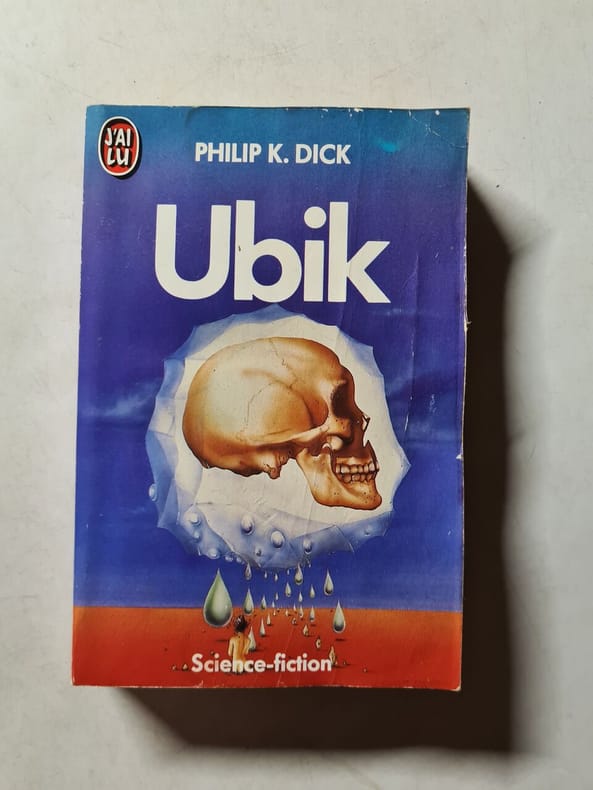 J'AI
LU
PHILIP K. DICK
Ubik
Science-fiction